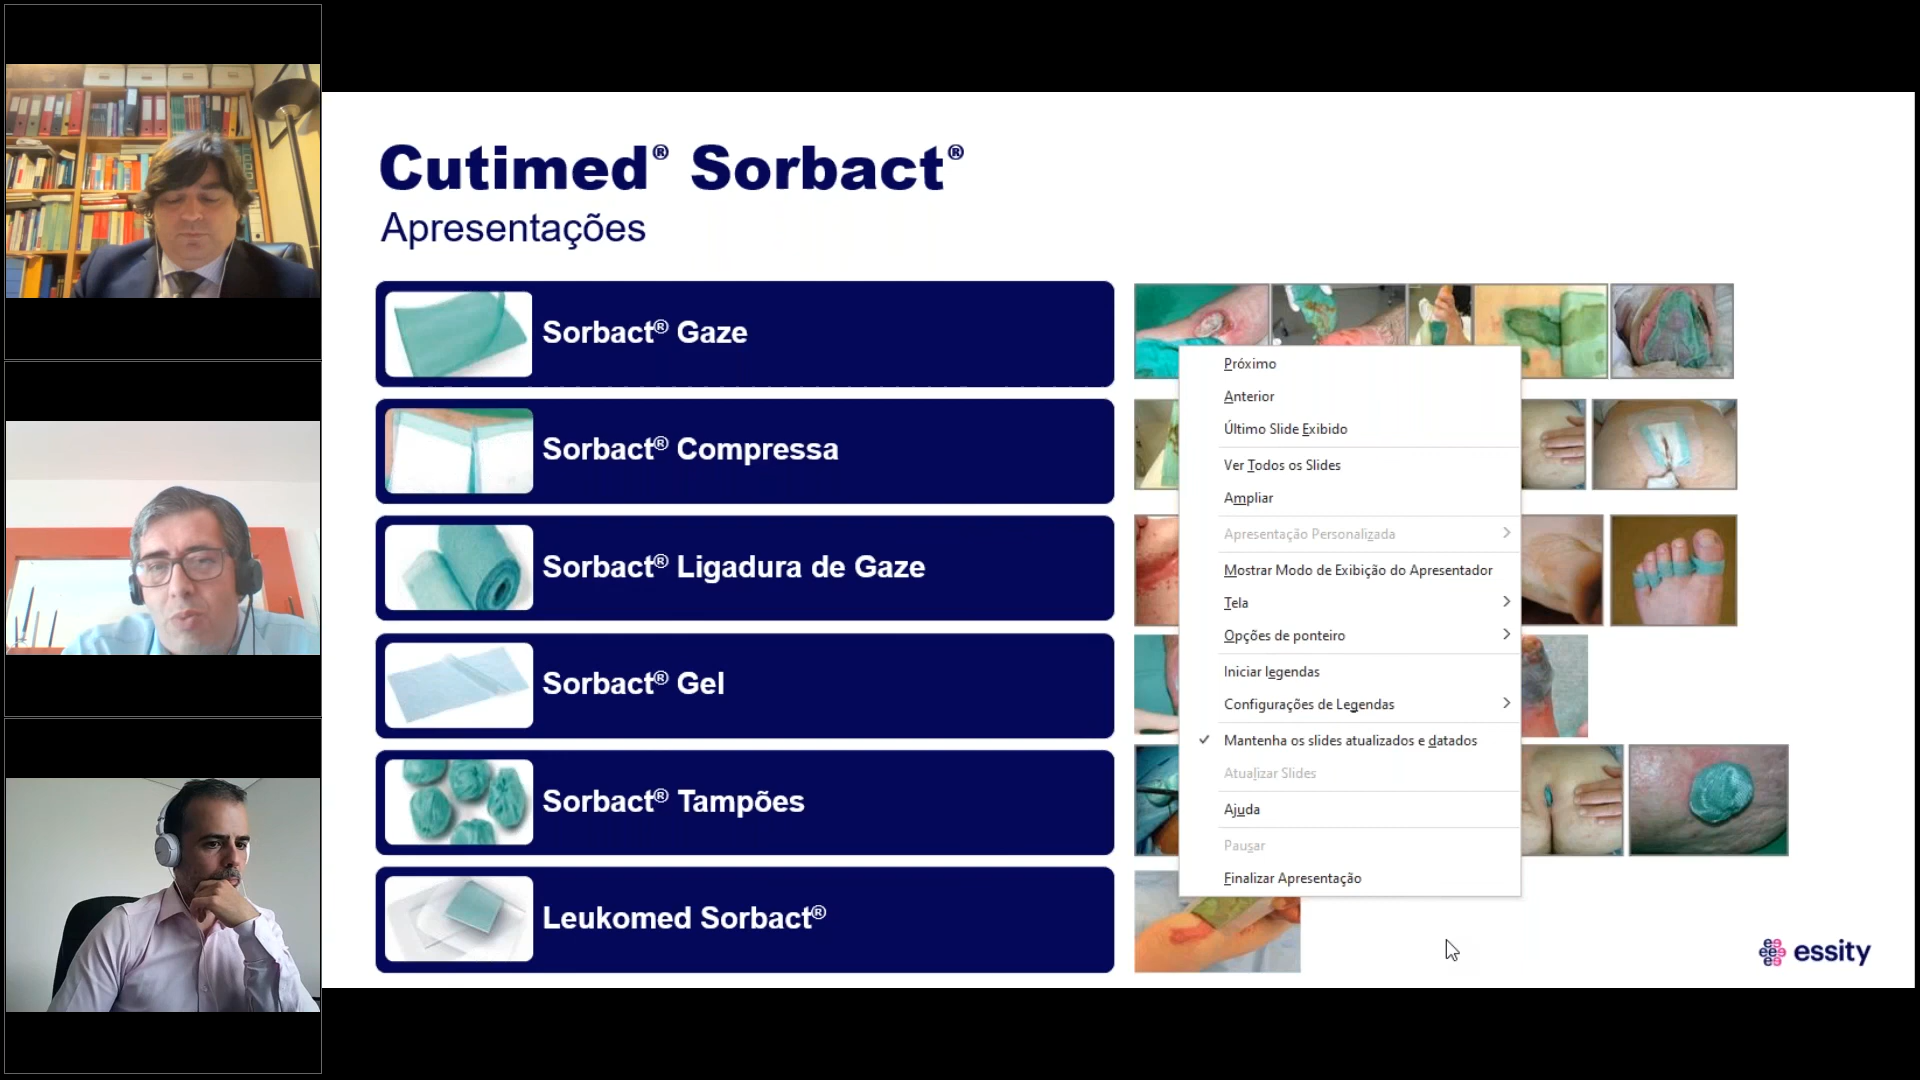 Cutimed® Sorbact®
Apresentações
Sorbact® Gaze
Sorbact® Compressa
Sorbact® Ligadura de Gaze
Sorbact® Gel
Sorbact® Tampões
Leukomed Sorbact®
Próximo
Anterior
Último Slide Exibido
Ver Todos os Slides
Ampliar
Apresentação Personalizada
Mostrar Modo de Exibição do Apresentador
Tela
Opções de ponteiro
Iniciar legendas
Configurações de Legendas
Mantenha os slides atualizados e datados
Atualizar Slides
Ajuda
Pausar
Finalizar Apresentação
essity